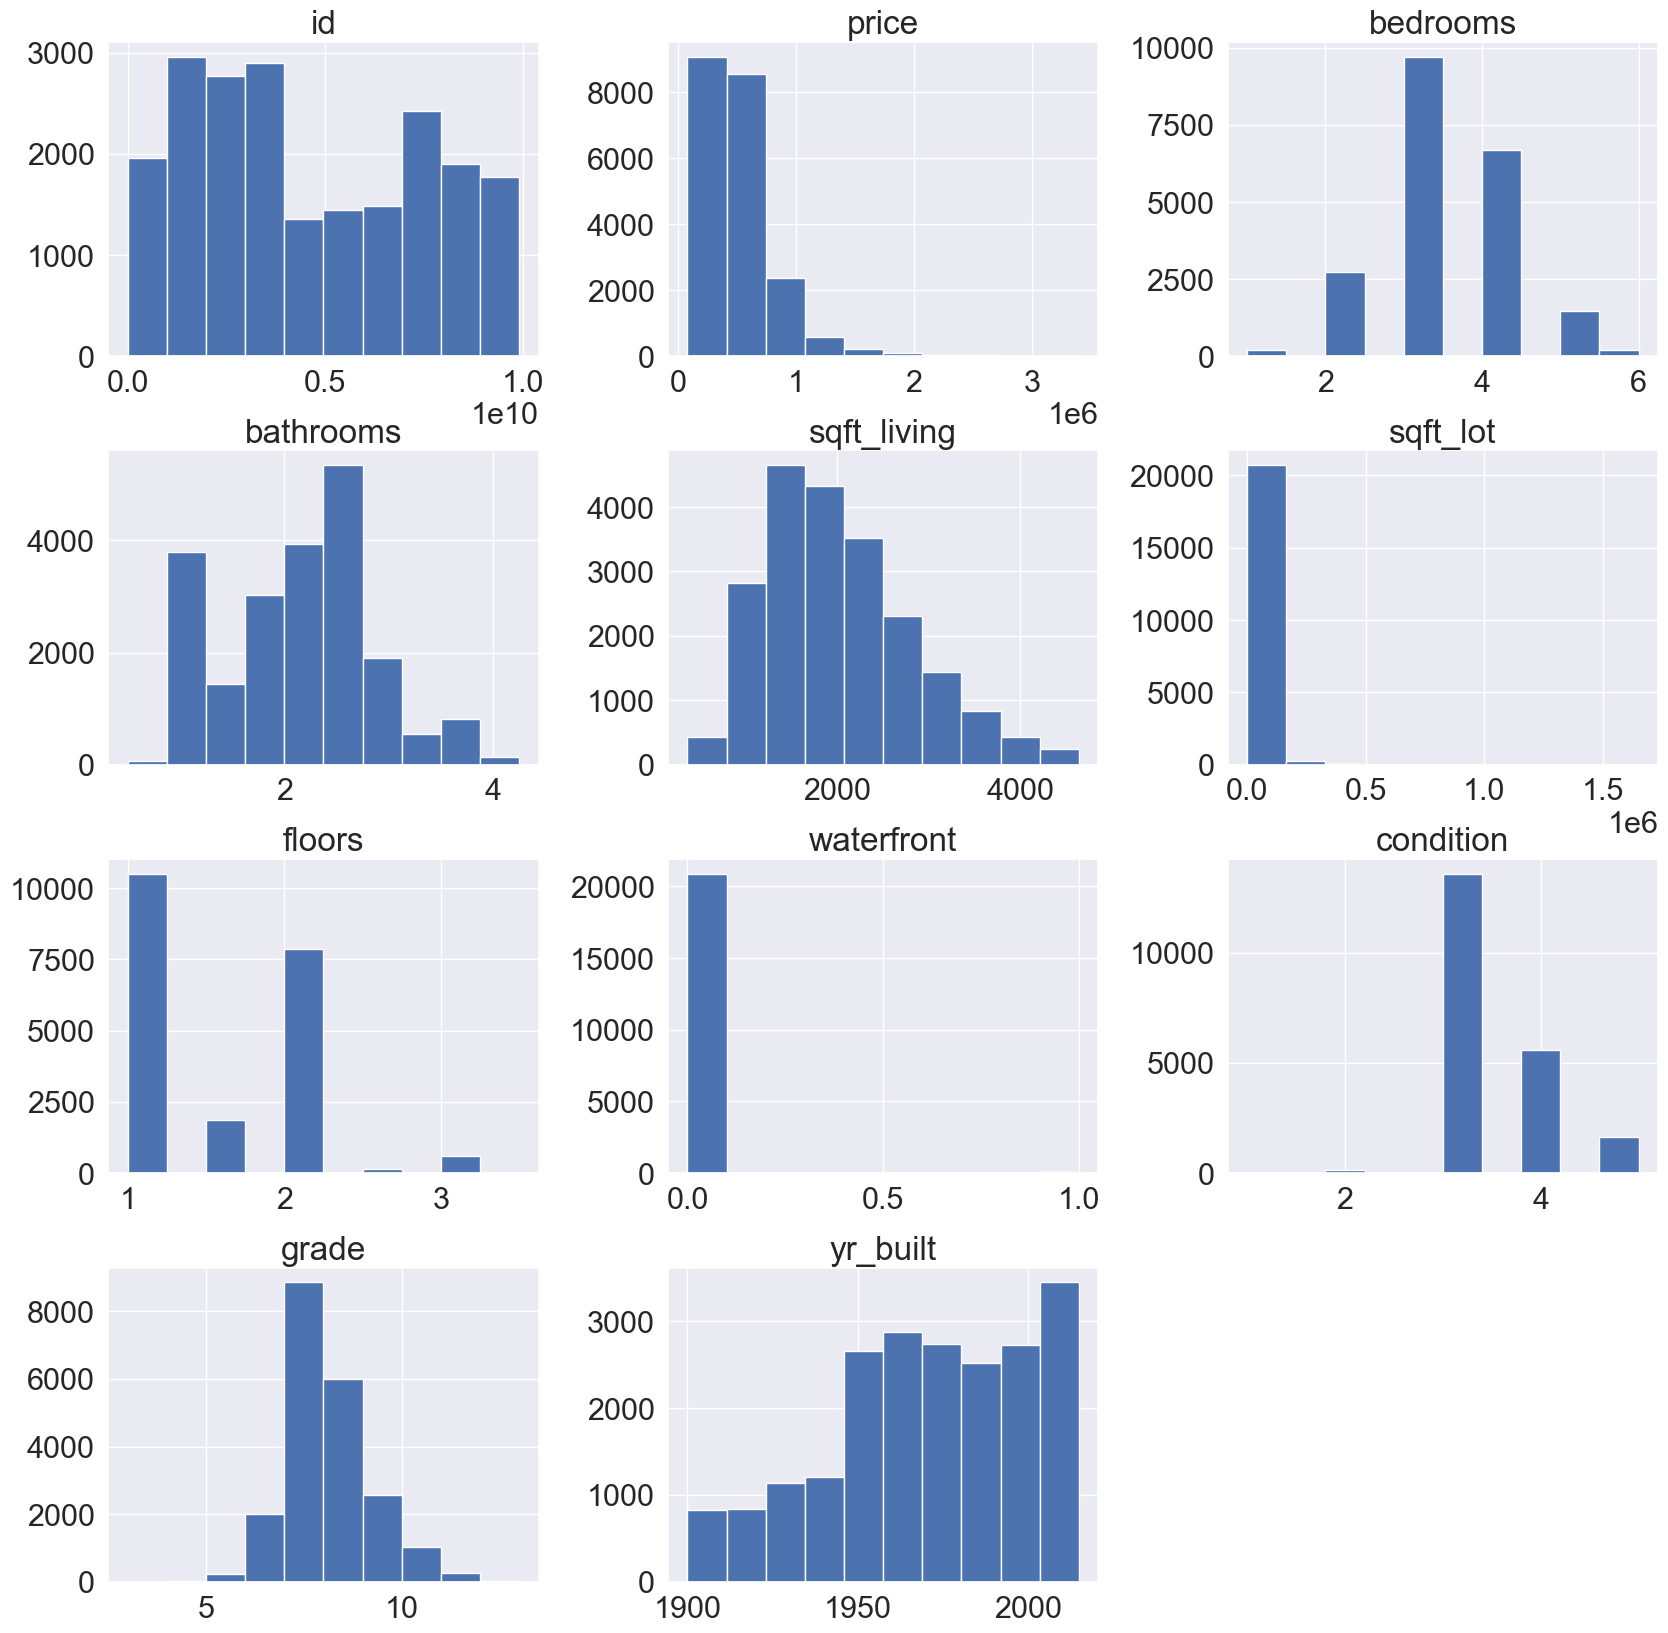 id
3000
2000
1000
0
0.0 0.5 1.0
1e10
price
8000
6000
4000
2000
0
0 1 2 3
1e6
bedrooms
10000
7500
5000
2500
0
2 4 6
bathrooms
4000
2000
0
2 4
sqft_living
4000
3000
2000
1000
0
2000 4000
sqft_lot
20000
15000
10000
5000
0
0.0 0.5 1.0 1.5
1e6
floors
10000
7500
5000
2500
0
1 2 3
waterfront
20000
15000
10000
5000
0
0.0 0.5 1.0
condition
10000
5000
0
2 4
grade
8000
6000
4000
2000
0
5 10
yr_built
3000
2000
1000
0
1900 1950 2000